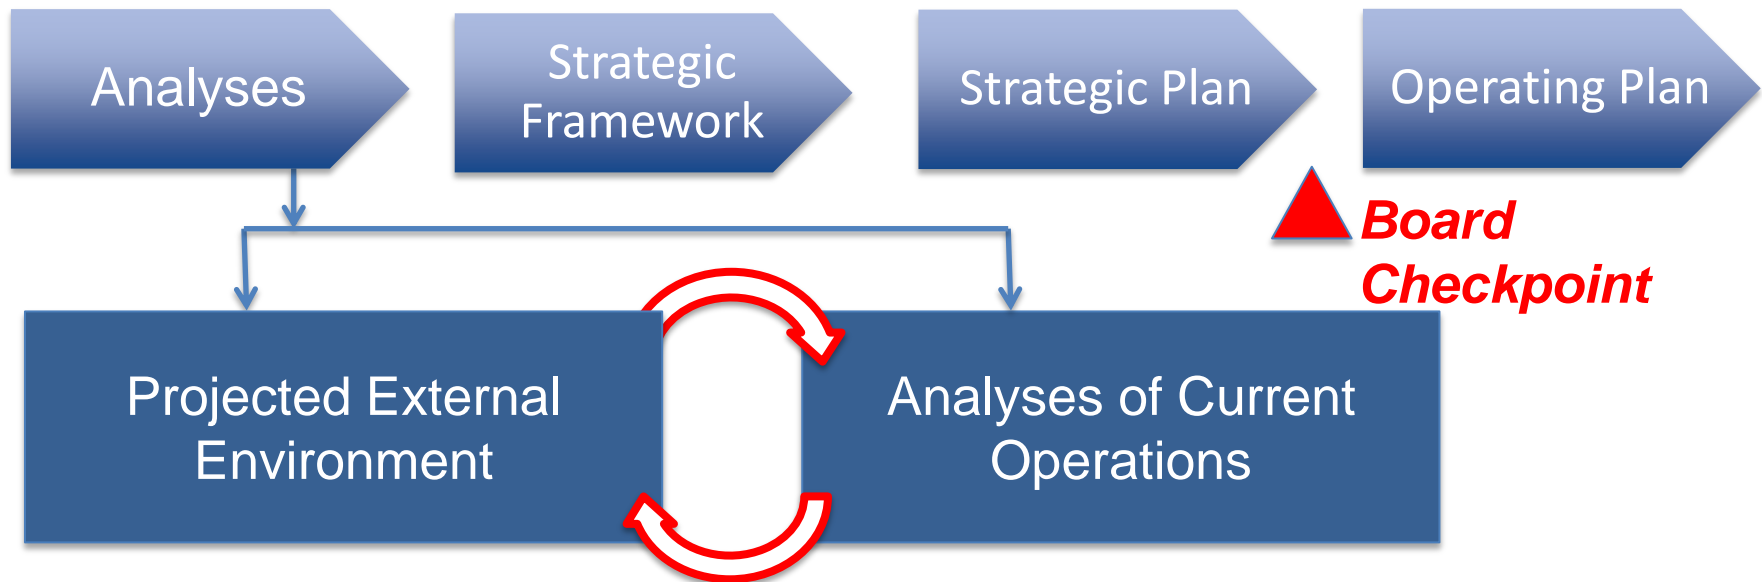 Analyses
Strategic
Framework
Strategic Plan
Operating Plan
Board
Checkpoint
Projected External
Environment
Analyses of Current
Operations